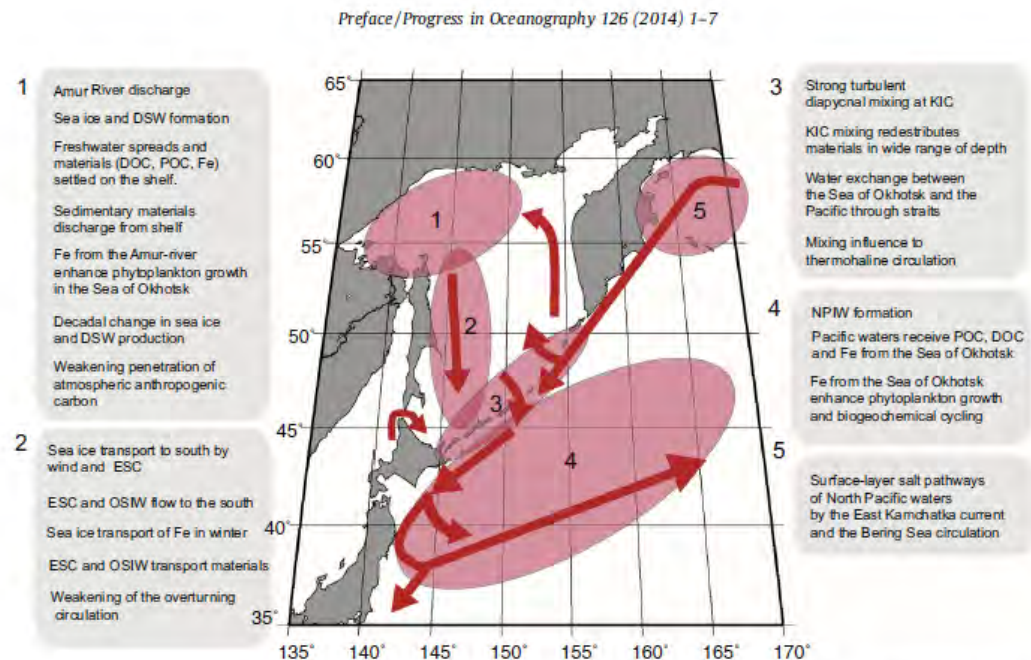 Preface / Progress in Oceanography 126 (2014) 1–7
1
Amur River discharge
Sea ice and DSW formation
Freshwater spreads and
materials (DOC, POC, Fe)
settled on the shelf.
Sedimentary materials
discharge from shelf
Fe from the Amur-river
enhance phytoplankton growth
in the Sea of Okhotsk
Decadal change in sea ice
and DSW production
Weakening penetration of
atmospheric anthropogenic
carbon
2
Sea ice transport to south by
wind and ESC
ESC and OSIW flow to the south
Sea ice transport of Fe in winter
ESC and OSIW transport materials
Weakening of the overturning
circulation
65°
60°
55°
50°
45°
40°
35°
135°
140°
145°
150°
155°
160°
165°
170°
1
2
3
4
5
3
Strong turbulent
diapycnal mixing at KIC
KIC mixing redestributes
materials in wide range of depth
Water exchange between
the Sea of Okhotsk and the
Pacific through straits
Mixing influence to
thermohaline circulation
4
NPIW formation
Pacific waters receive POC, DOC
and Fe from the Sea of Okhotsk
Fe from the Sea of Okhotsk
enhance phytoplankton growth
and biogeochemical cycling
5
Surface-layer salt pathways
of North Pacific waters
by the East Kamchatka current
and the Bering Sea circulation